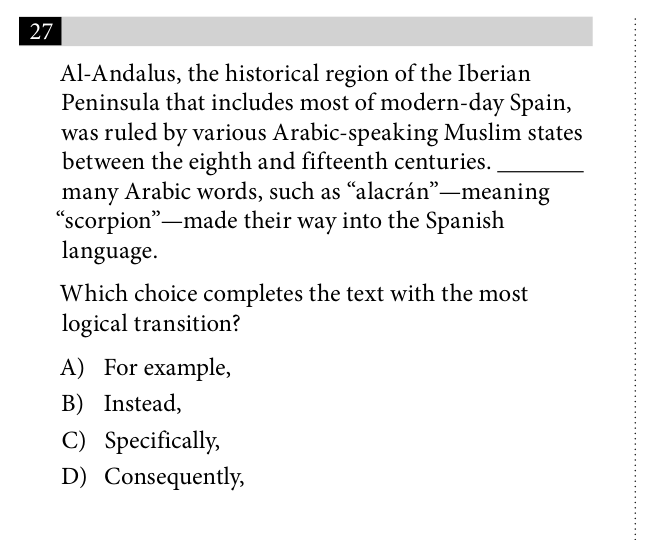 27
Al-Andalus, the historical region of the Iberian
Peninsula that includes most of modern-day Spain,
was ruled by various Arabic-speaking Muslim states
between the eighth and fifteenth centuries. _______
many Arabic words, such as “alacrán”—meaning
“scorpion”—made their way into the Spanish
language.
Which choice completes the text with the most
logical transition?
A) For example,
B) Instead,
C) Specifically,
D) Consequently,